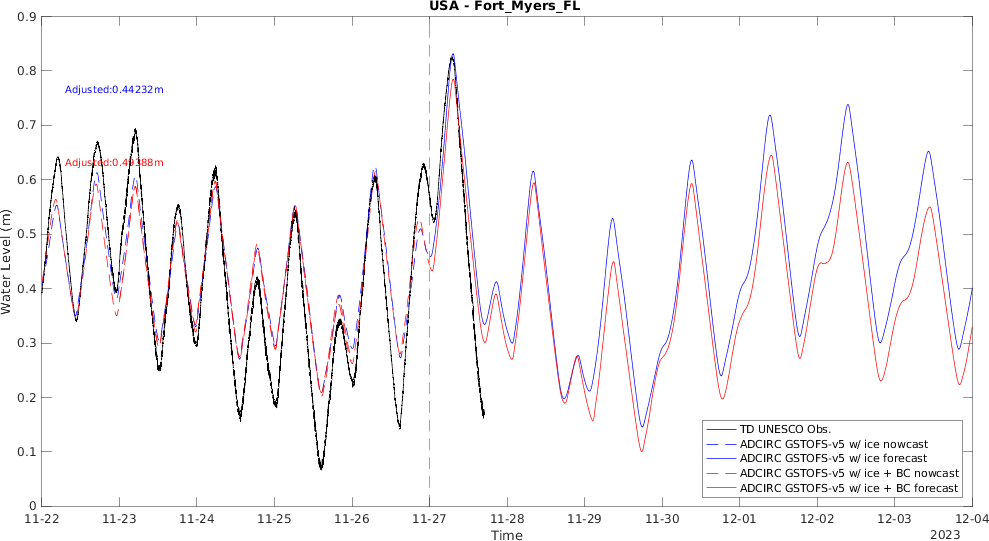 USA - Fort_Myers_FL
0.9
0.8
0.7
0.6
0.5
0.4
0.3
0.2
0.1
0
Water Level (m)
Adjusted:0.44232m
Adjusted:0.49388m
TD UNESCO Obs.
ADCIRC GSTOFS-v5 w/ ice nowcast
ADCIRC GSTOFS-v5 w/ ice forecast
ADCIRC GSTOFS-v5 w/ ice + BC nowcast
ADCIRC GSTOFS-v5 w/ ice + BC forecast
11-22 11-23 11-24 11-25 11-26 11-27 11-28 11-29 11-30 12-01 12-02 12-03 12-04
Time
2023